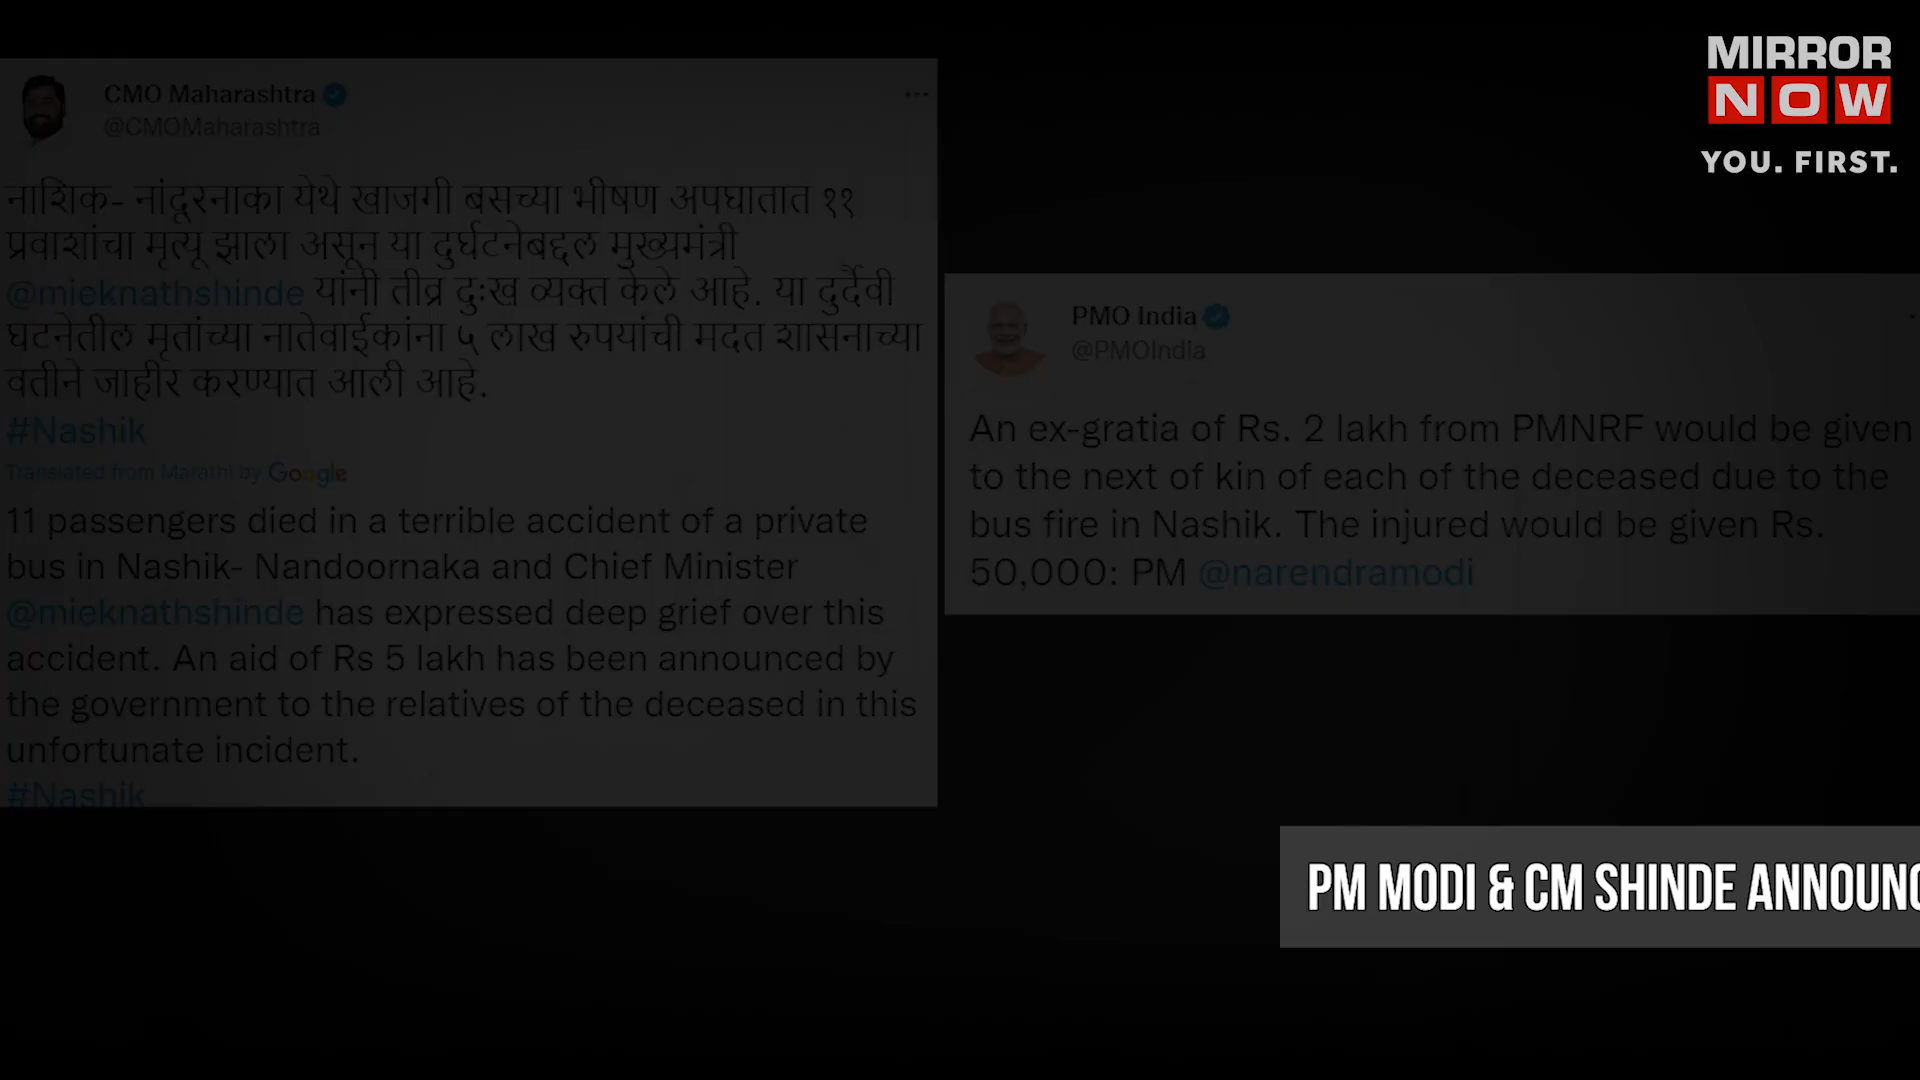 CMO Maharashtra
@CMOMaharashtra
नाशिक- नांदूरनाका येथे खाजगी बसच्या भीषण अपघातात ११
प्रवाशांचा मृत्यू झाला असून या दुर्घटनेबद्दल मुख्यमंत्री
@mieknathshinde यांनी तीव्र दुःख व्यक्त केले आहे. या दुर्दैवी
घटनेतील मृतांच्या नातेवाईकांना ५ लाख रुपयांची मदत शासनाच्या
वतीने जाहीर करण्यात आली आहे.
#Nashik
Translated from Marathi by Google
11 passengers died in a terrible accident of a private
bus in Nashik- Nandoornaka and Chief Minister
@mieknathshinde has expressed deep grief over this
accident. An aid of Rs 5 lakh has been announced by
the government to the relatives of the deceased in this
unfortunate incident.
#Nashik
PMO India
@PMOIndia
An ex-gratia of Rs. 2 lakh from PMNRF would be given
to the next of kin of each of the deceased due to the
bus fire in Nashik. The injured would be given Rs.
50,000: PM @narendramodi
MIRROR
NOW
YOU. FIRST.
PM MODI & CM SHINDE ANNOUNC